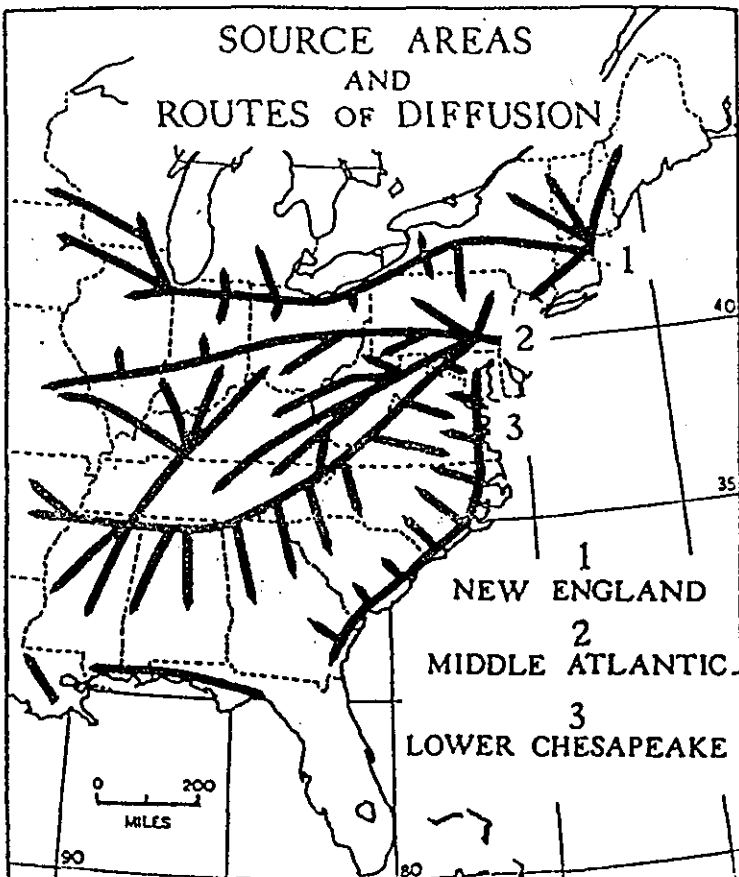 SOURCE AREAS
AND
ROUTES OF DIFFUSION
1
40
2
3
35
1
NEW ENGLAND
2
MIDDLE ATLANTIC
3
LOWER CHESAPEAKE
0 200
MILES
90
80